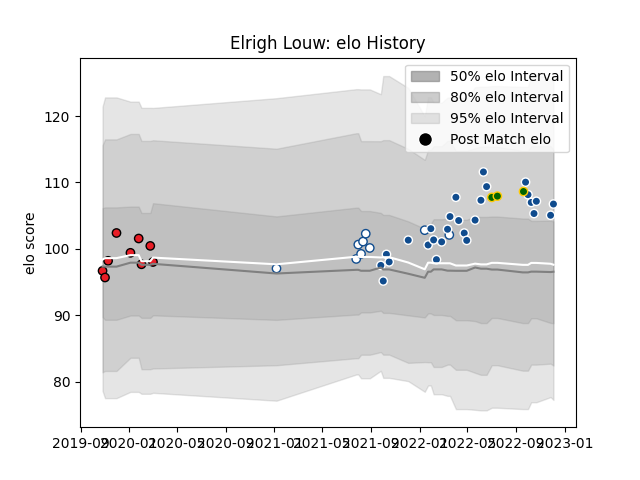 Elrigh Louw: elo History
50% elo Interval
80% elo Interval
95% elo Interval
Post Match elo
elo score
120
110
100
90
80
2019-09 2020-01 2020-05 2020-09 2021-01 2021-05 2021-09 2022-01 2022-05 2022-09 2023-01